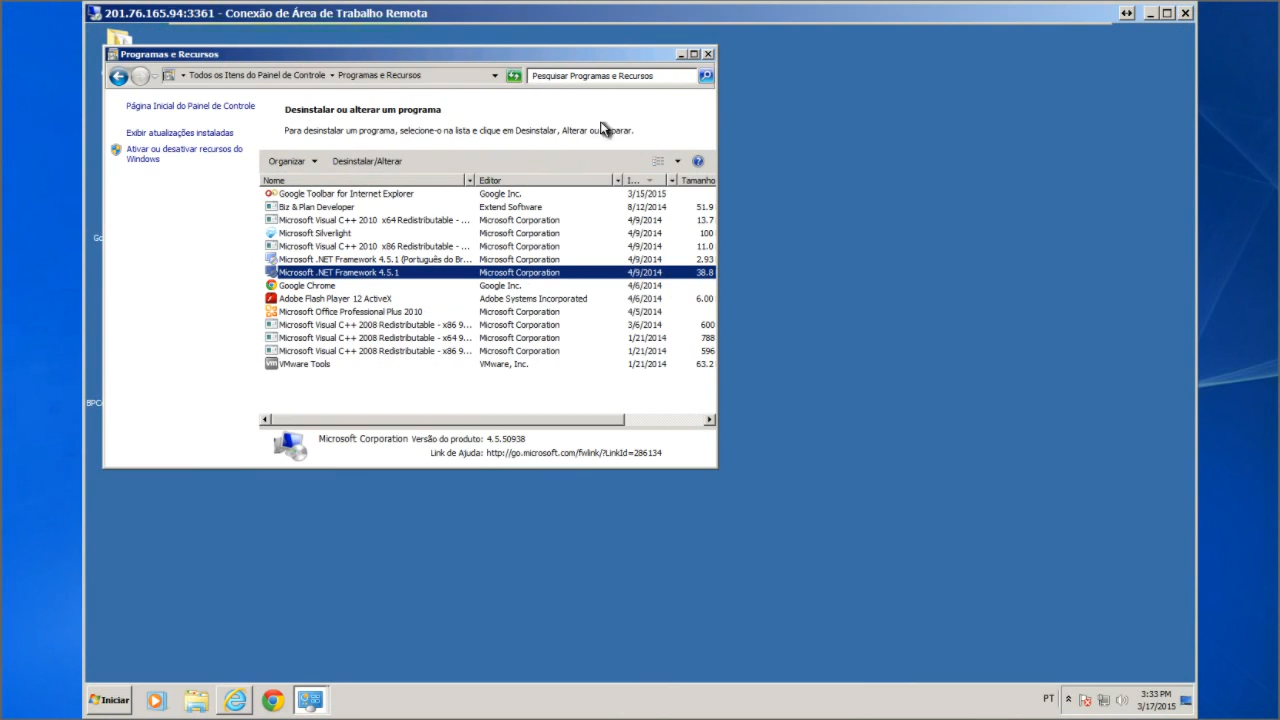 201.76.165.94:3361 - Conexão de Área de Trabalho Remota
Programas e Recursos
Todos os Itens do Painel de Controle Programas e Recursos
Pesquisar Programas e Recursos
Página Inicial do Painel de Controle
Exibir atualizações instaladas
Ativar ou desativar recursos do
Windows
Desinstalar ou alterar um programa
Para desinstalar um programa, selecione-o na lista e clique em Desinstalar, Alterar ou
Organizar Desinstalar/Alterar
Nome Editor I... Tamanho
Google Toolbar for Internet Explorer Google Inc. 3/15/2015
Biz & Plan Developer Extend Software 8/12/2014 51.9
Microsoft Visual C++ 2010 x64 Redistributable - ... Microsoft Corporation 4/9/2014 13.7
Microsoft Silverlight Microsoft Corporation 4/9/2014 100
Microsoft Visual C++ 2010 x86 Redistributable - ... Microsoft Corporation 4/9/2014 11.0
Microsoft .NET Framework 4.5.1 (Português do Br... Microsoft Corporation 4/9/2014 2.93
Microsoft .NET Framework 4.5.1 Microsoft Corporation 4/9/2014 38.8
Google Chrome Google Inc. 4/6/2014
Adobe Flash Player 12 ActiveX Adobe Systems Incorporated 4/6/2014 6.00
Microsoft Office Professional Plus 2010 Microsoft Corporation 4/5/2014
Microsoft Visual C++ 2008 Redistributable - x86 9... Microsoft Corporation 3/6/2014 600
Microsoft Visual C++ 2008 Redistributable - x64 9... Microsoft Corporation 1/21/2014 788
Microsoft Visual C++ 2008 Redistributable - x86 9... Microsoft Corporation 1/21/2014 596
VMware Tools VMware, Inc. 1/21/2014 63.2
Microsoft Corporation Versão do produto: 4.5.50938
Link de Ajuda: http://go.microsoft.com/fwlink/?LinkId=286134
Go
BPC
Iniciar
PT
3:33 PM
3/17/2015